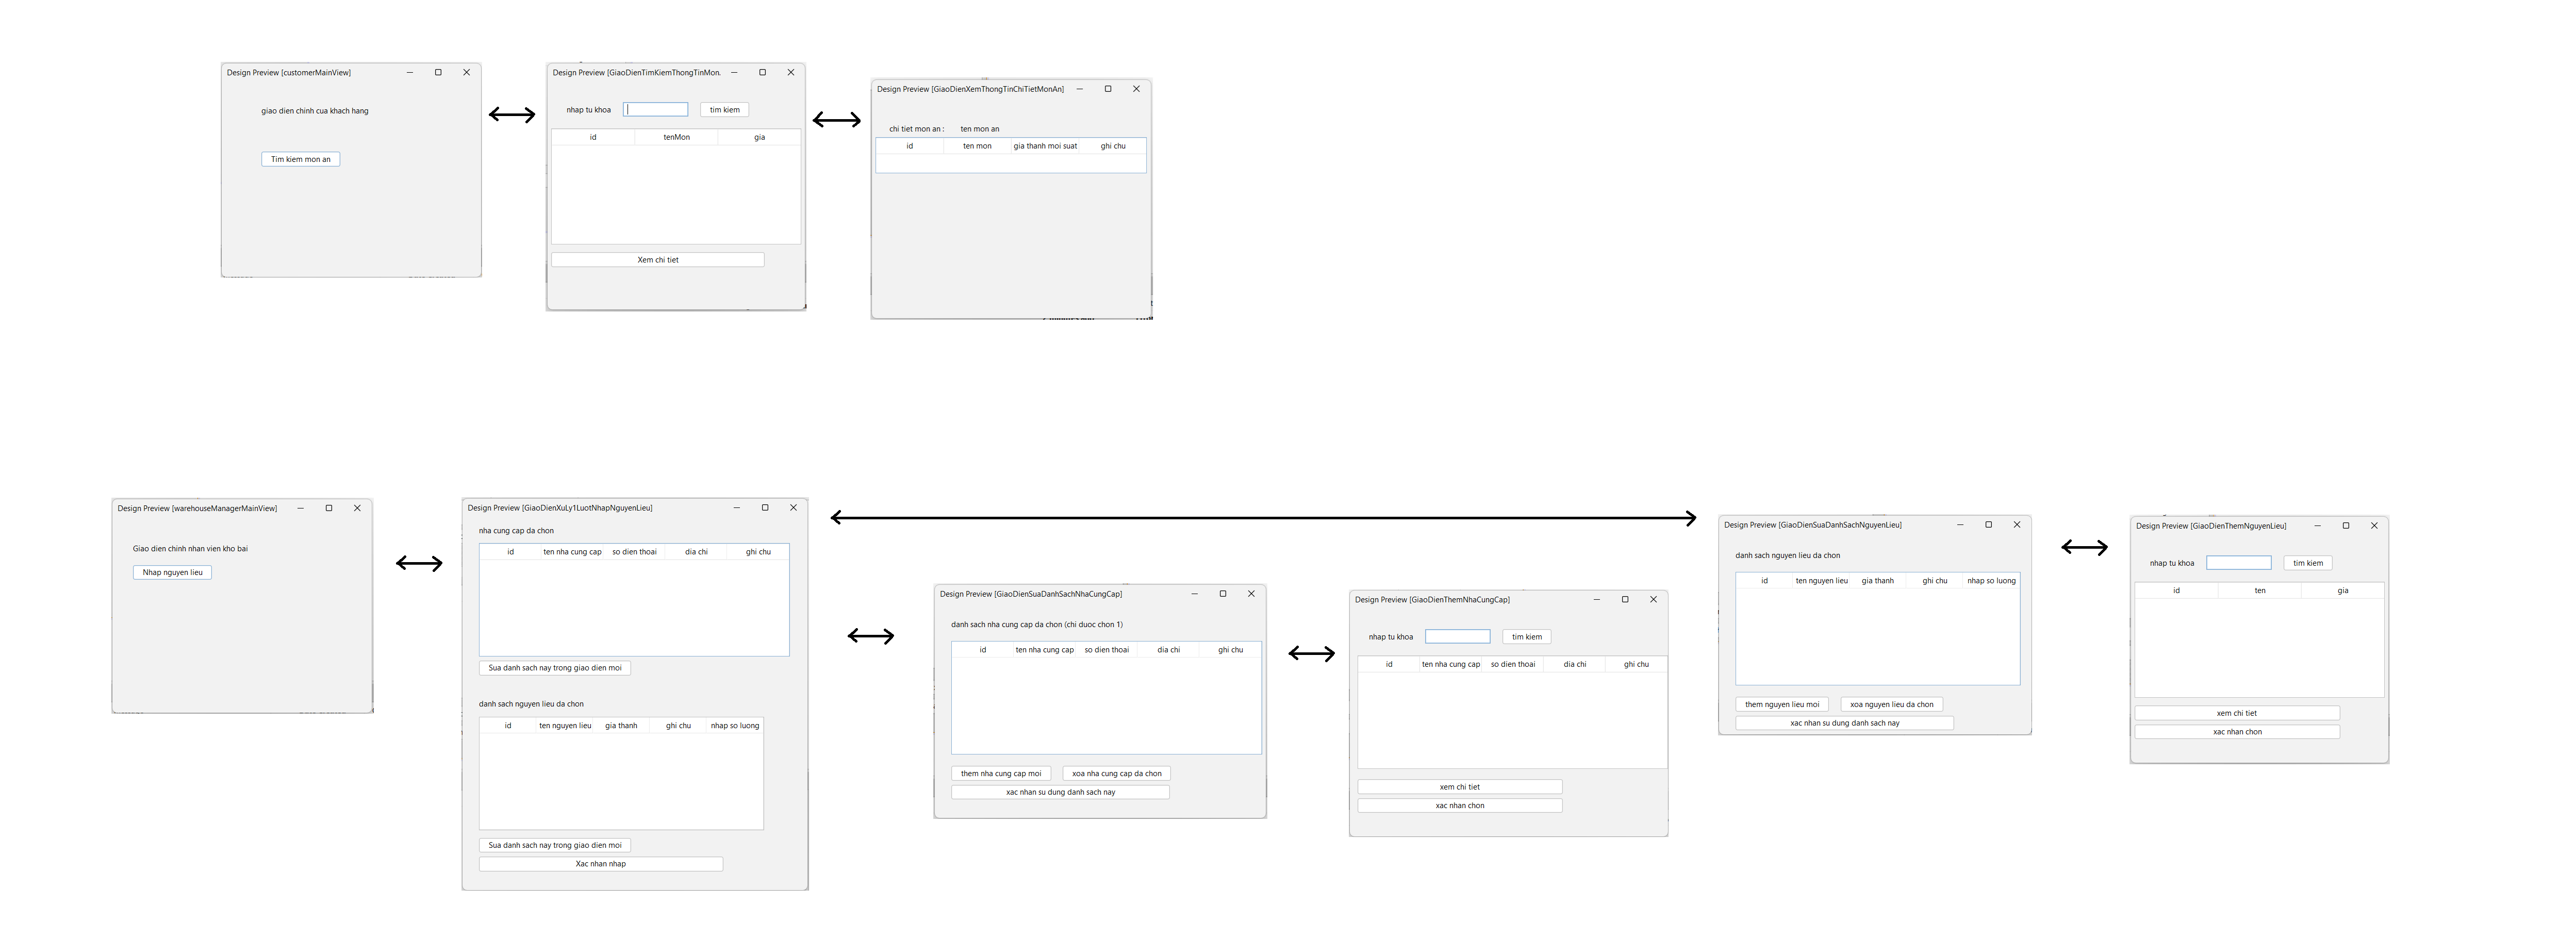 Design Preview [customerMainView]
giao dien chinh cua khach hang
Tim kiem mon an
Design Preview [GiaoDienTimKiemThongTinMon.
nhap tu khoa
tim kiem
id tenMon gia
Xem chi tiet
Design Preview [GiaoDienXemThongTinChiTietMonAn]
chi tiet mon an : ten mon an
id ten mon gia thanh moi suat ghi chu
Design Preview [warehouseManagerMainView]
Giao dien chinh nhan vien kho bai
Nhap nguyen lieu
Design Preview [GiaoDienXuLy1LuotNhapNguyenLieu]
nha cung cap da chon
id ten nha cung cap so dien thoai dia chi ghi chu
Sua danh sach nay trong giao dien moi
danh sach nguyen lieu da chon
id ten nguyen lieu gia thanh ghi chu nhap so luong
Sua danh sach nay trong giao dien moi
Xac nhan nhap
Design Preview [GiaoDienSuaDanhSachNhaCungCap]
danh sach nha cung cap da chon (chi duoc chon 1)
id ten nha cung cap so dien thoai dia chi ghi chu
them nha cung cap moi xoa nha cung cap da chon
xac nhan su dung danh sach nay
Design Preview [GiaoDienThemNhaCungCap]
nhap tu khoa tim kiem
id ten nha cung cap so dien thoai dia chi ghi chu
xem chi tiet
xac nhan chon
Design Preview [GiaoDienSuaDanhSachNguyenLieu]
danh sach nguyen lieu da chon
id ten nguyen lieu gia thanh ghi chu nhap so luong
them nguyen lieu moi xoa nguyen lieu da chon
xac nhan su dung danh sach nay
Design Preview [GiaoDienThemNguyenLieu]
nhap tu khoa tim kiem
id ten gia
xem chi tiet
xac nhan chon